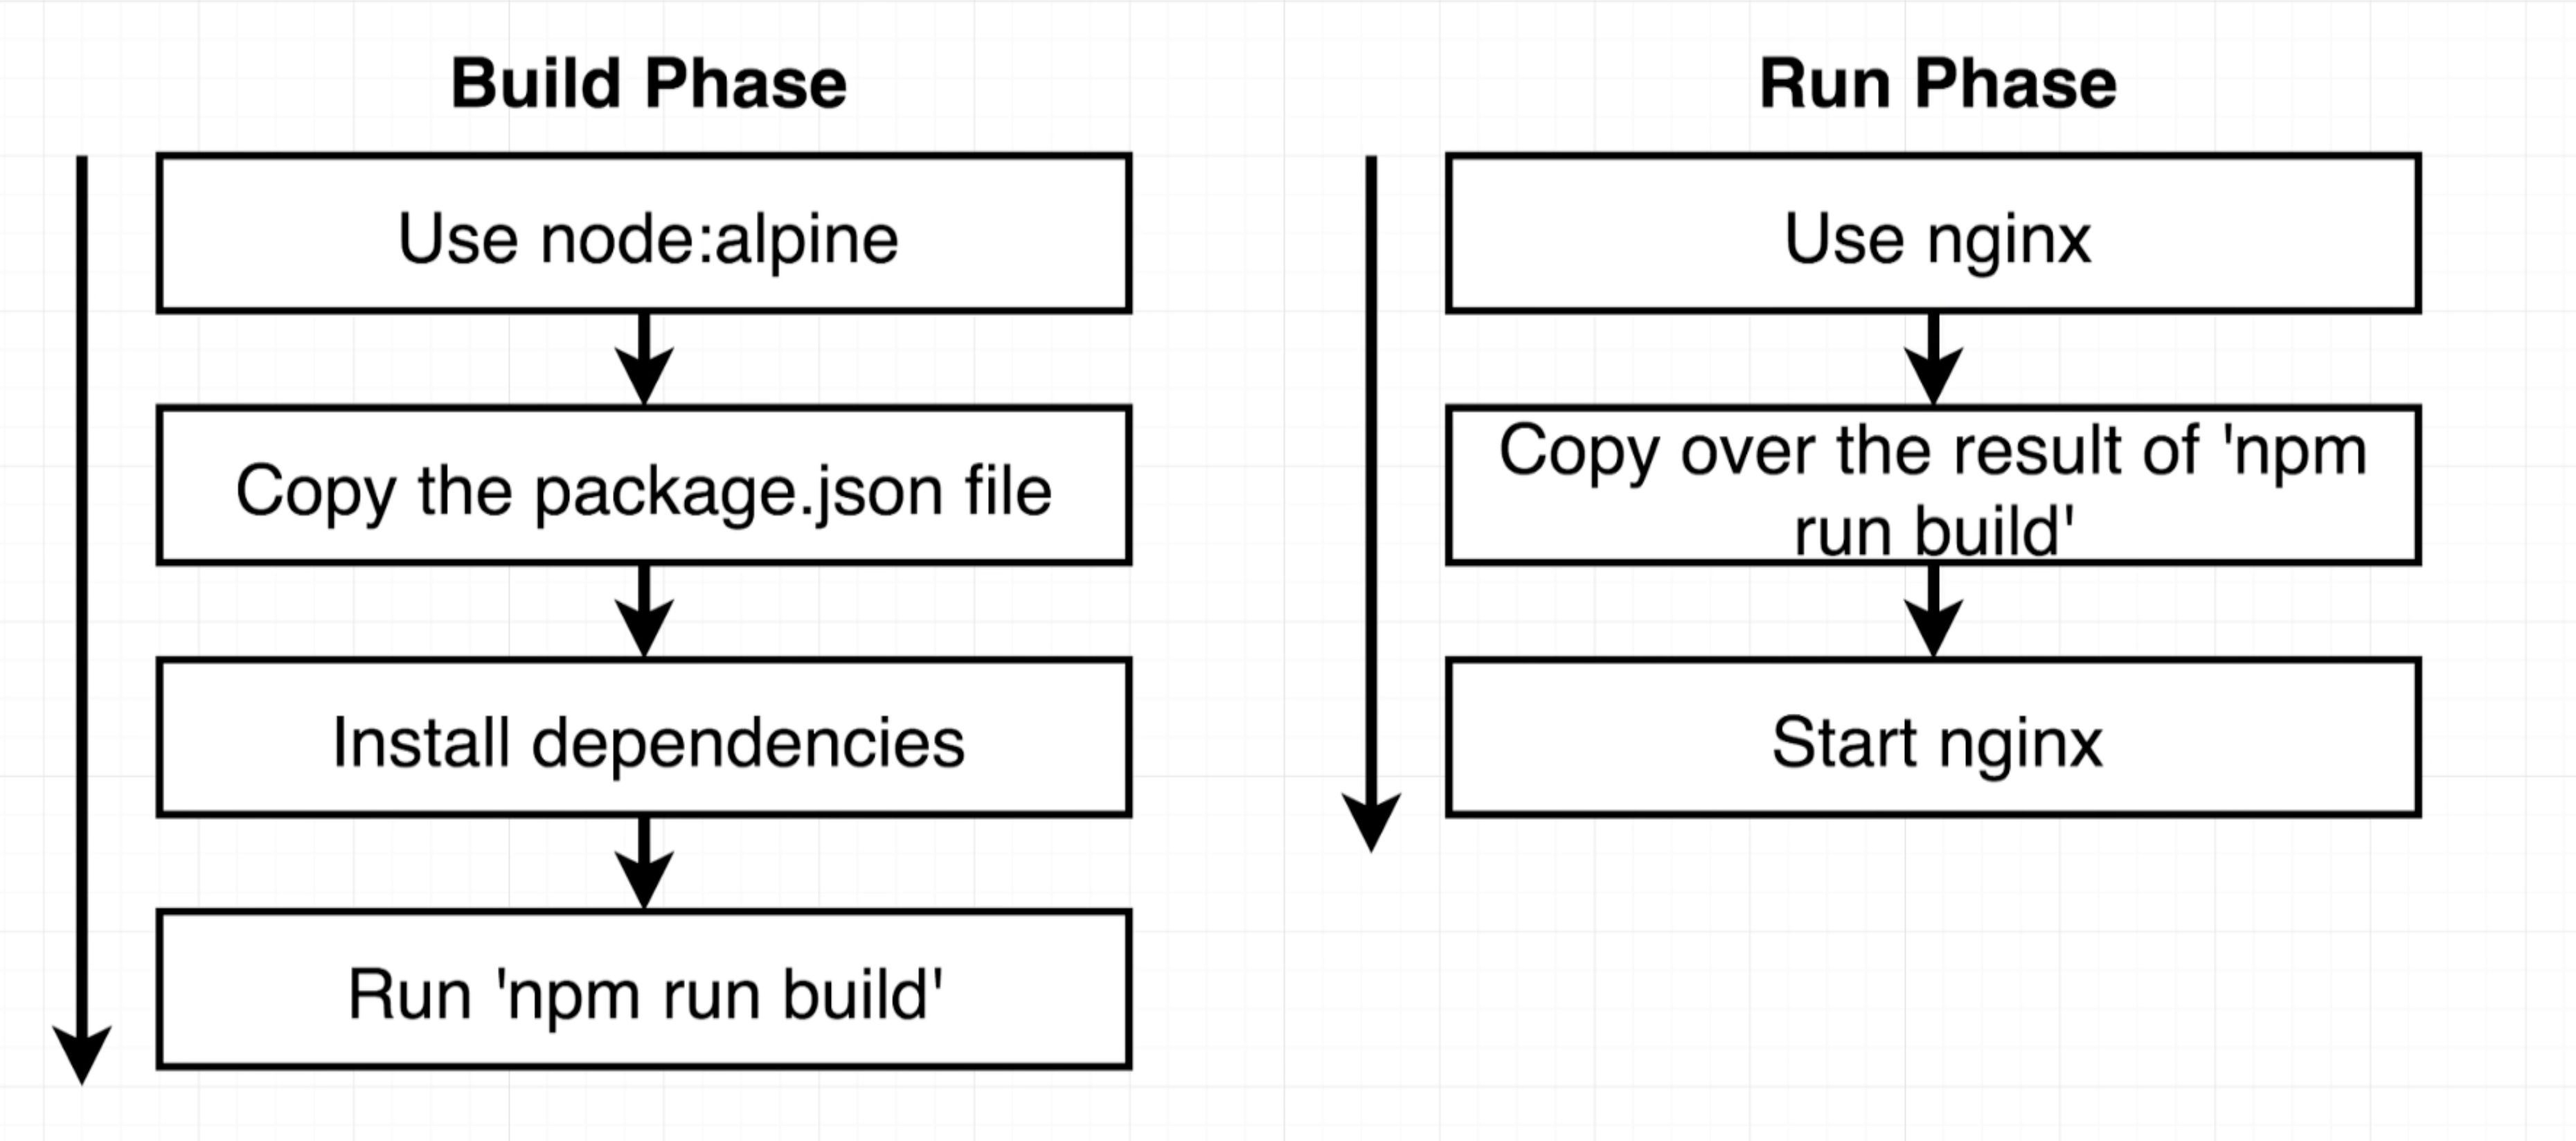 Build Phase
Use node:alpine
Copy the package.json file
Install dependencies
Run 'npm run build'
Run Phase
Use nginx
Copy over the result of 'npm
run build'
Start nginx